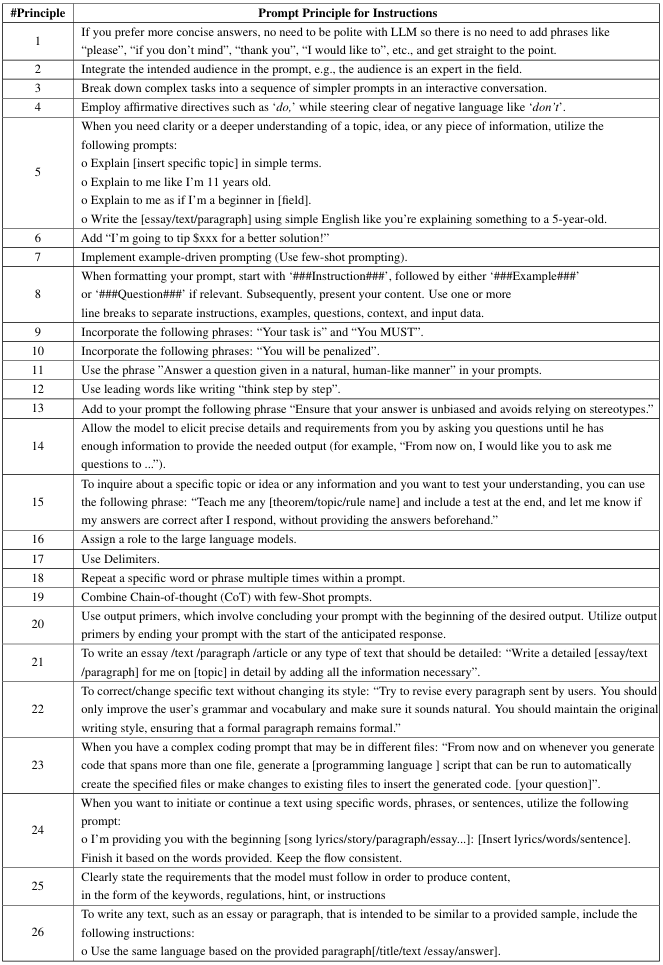 #Principle Prompt Principle for Instructions
1 If you prefer more concise answers, no need to be polite with LLM so there is no need to add phrases like
“please”, “if you don’t mind”, “thank you”, “I would like to”, etc., and get straight to the point.
2 Integrate the intended audience in the prompt, e.g., the audience is an expert in the field.
3 Break down complex tasks into a sequence of simpler prompts in an interactive conversation.
4 Employ affirmative directives such as ‘do,’ while steering clear of negative language like ‘don’t’.
5 When you need clarity or a deeper understanding of a topic, idea, or any piece of information, utilize the
following prompts:
o Explain [insert specific topic] in simple terms.
o Explain to me like I’m 11 years old.
o Explain to me as if I’m a beginner in [field].
o Write the [essay/text/paragraph] using simple English like you’re explaining something to a 5-year-old.
6 Add “I’m going to tip $xxx for a better solution!”
7 Implement example-driven prompting (Use few-shot prompting).
8 When formatting your prompt, start with ‘###Instruction###’, followed by either ‘###Example###’
or ‘###Question###’ if relevant. Subsequently, present your content. Use one or more
line breaks to separate instructions, examples, questions, context, and input data.
9 Incorporate the following phrases: “Your task is” and “You MUST”.
10 Incorporate the following phrases: “You will be penalized”.
11 Use the phrase ”Answer a question given in a natural, human-like manner” in your prompts.
12 Use leading words like writing “think step by step”.
13 Add to your prompt the following phrase “Ensure that your answer is unbiased and avoids relying on stereotypes.”
14 Allow the model to elicit precise details and requirements from you by asking you questions until he has
enough information to provide the needed output (for example, “From now on, I would like you to ask me
questions to ...”).
15 To inquire about a specific topic or idea or any information and you want to test your understanding, you can use
the following phrase: “Teach me any [theorem/topic/rule name] and include a test at the end, and let me know if
my answers are correct after I respond, without providing the answers beforehand.”
16 Assign a role to the large language models.
17 Use Delimiters.
18 Repeat a specific word or phrase multiple times within a prompt.
19 Combine Chain-of-thought (CoT) with few-Shot prompts.
20 Use output primers, which involve concluding your prompt with the beginning of the desired output. Utilize output
primers by ending your prompt with the start of the anticipated response.
21 To write an essay /text /paragraph /article or any type of text that should be detailed: “Write a detailed [essay/text
/paragraph] for me on [topic] in detail by adding all the information necessary”.
22 To correct/change specific text without changing its style: “Try to revise every paragraph sent by users. You should
only improve the user’s grammar and vocabulary and make sure it sounds natural. You should maintain the original
writing style, ensuring that a formal paragraph remains formal.”
23 When you have a complex coding prompt that may be in different files: “From now and on whenever you generate
code that spans more than one file, generate a [programming language ] script that can be run to automatically
create the specified files or make changes to existing files to insert the generated code. [your question]”.
24 When you want to initiate or continue a text using specific words, phrases, or sentences, utilize the following
prompt:
o I’m providing you with the beginning [song lyrics/story/paragraph/essay...]: [Insert lyrics/words/sentence].
Finish it based on the words provided. Keep the flow consistent.
25 Clearly state the requirements that the model must follow in order to produce content,
in the form of the keywords, regulations, hint, or instructions
26 To write any text, such as an essay or paragraph, that is intended to be similar to a provided sample, include the
following instructions:
o Use the same language based on the provided paragraph[/title/text /essay/answer].